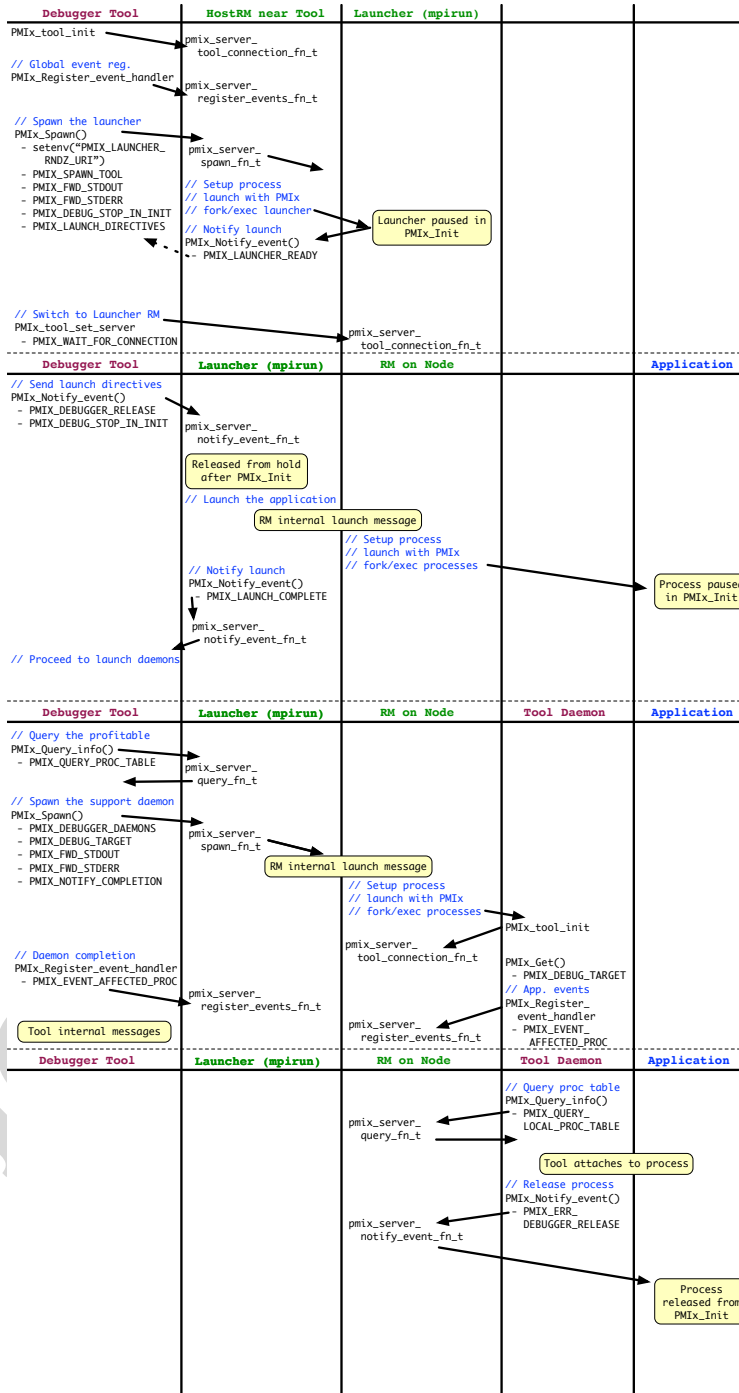 Debugger Tool HostRM near Tool Launcher (mpirun)
PMIx_tool_init
pmix_server_
tool_connection_fn_t
// Global event reg.
PMIx_Register_event_handler
pmix_server_
register_events_fn_t
// Spawn the launcher
PMIx_Spawn()
- setenv(“PMIX_LAUNCHER_
RNDZ_URI”)
- PMIX_SPAWN_TOOL
- PMIX_FWD_STDOUT
- PMIX_FWD_STDERR
- PMIX_DEBUG_STOP_IN_INIT
- PMIX_LAUNCH_DIRECTIVES
pmix_server_
spawn_fn_t
// Setup process
// launch with PMIx
// fork/exec launcher
Launcher paused in
PMIx_Init
// Notify launch
PMIx_Notify_event()
- PMIX_LAUNCHER_READY
// Switch to Launcher RM
PMIx_tool_set_server
- PMIX_WAIT_FOR_CONNECTION
pmix_server_
tool_connection_fn_t
Debugger Tool Launcher (mpirun) RM on Node Application
// Send launch directives
PMIx_Notify_event()
- PMIX_DEBUGGER_RELEASE
- PMIX_DEBUG_STOP_IN_INIT
pmix_server_
notify_event_fn_t
Released from hold
after PMIx_Init
// Launch the application
RM internal launch message
// Setup process
// launch with PMIx
// fork/exec processes
Process paused
in PMIx_Init
// Notify launch
PMIx_Notify_event()
- PMIX_LAUNCH_COMPLETE
pmix_server_
notify_event_fn_t
// Proceed to launch daemons
Debugger Tool Launcher (mpirun) RM on Node Tool Daemon Application
// Query the profitable
PMIx_Query_info()
- PMIX_QUERY_PROC_TABLE
pmix_server_
query_fn_t
// Spawn the support daemon
PMIx_Spawn()
- PMIX_DEBUGGER_DAEMONS
- PMIX_DEBUG_TARGET
- PMIX_FWD_STDOUT
- PMIX_FWD_STDERR
- PMIX_NOTIFY_COMPLETION
pmix_server_
spawn_fn_t
RM internal launch message
// Setup process
// launch with PMIx
// fork/exec processes
PMIx_tool_init
pmix_server_
tool_connection_fn_t
// Daemon completion
PMIx_Register_event_handler
- PMIX_EVENT_AFFECTED_PROC
pmix_server_
register_events_fn_t
PMIx_Get()
- PMIX_DEBUG_TARGET
// App. events
PMIx_Register_
event_handler
- PMIX_EVENT_
AFFECTED_PROC
pmix_server_
register_events_fn_t
Tool internal messages
Debugger Tool Launcher (mpirun) RM on Node Tool Daemon Application
// Query proc table
PMIx_Query_info()
- PMIX_QUERY_
LOCAL_PROC_TABLE
pmix_server_
query_fn_t
Tool attaches to process
// Release process
PMIx_Notify_event()
- PMIX_ERR_
DEBUGGER_RELEASE
pmix_server_
notify_event_fn_t
Process
released from
PMIx_Init